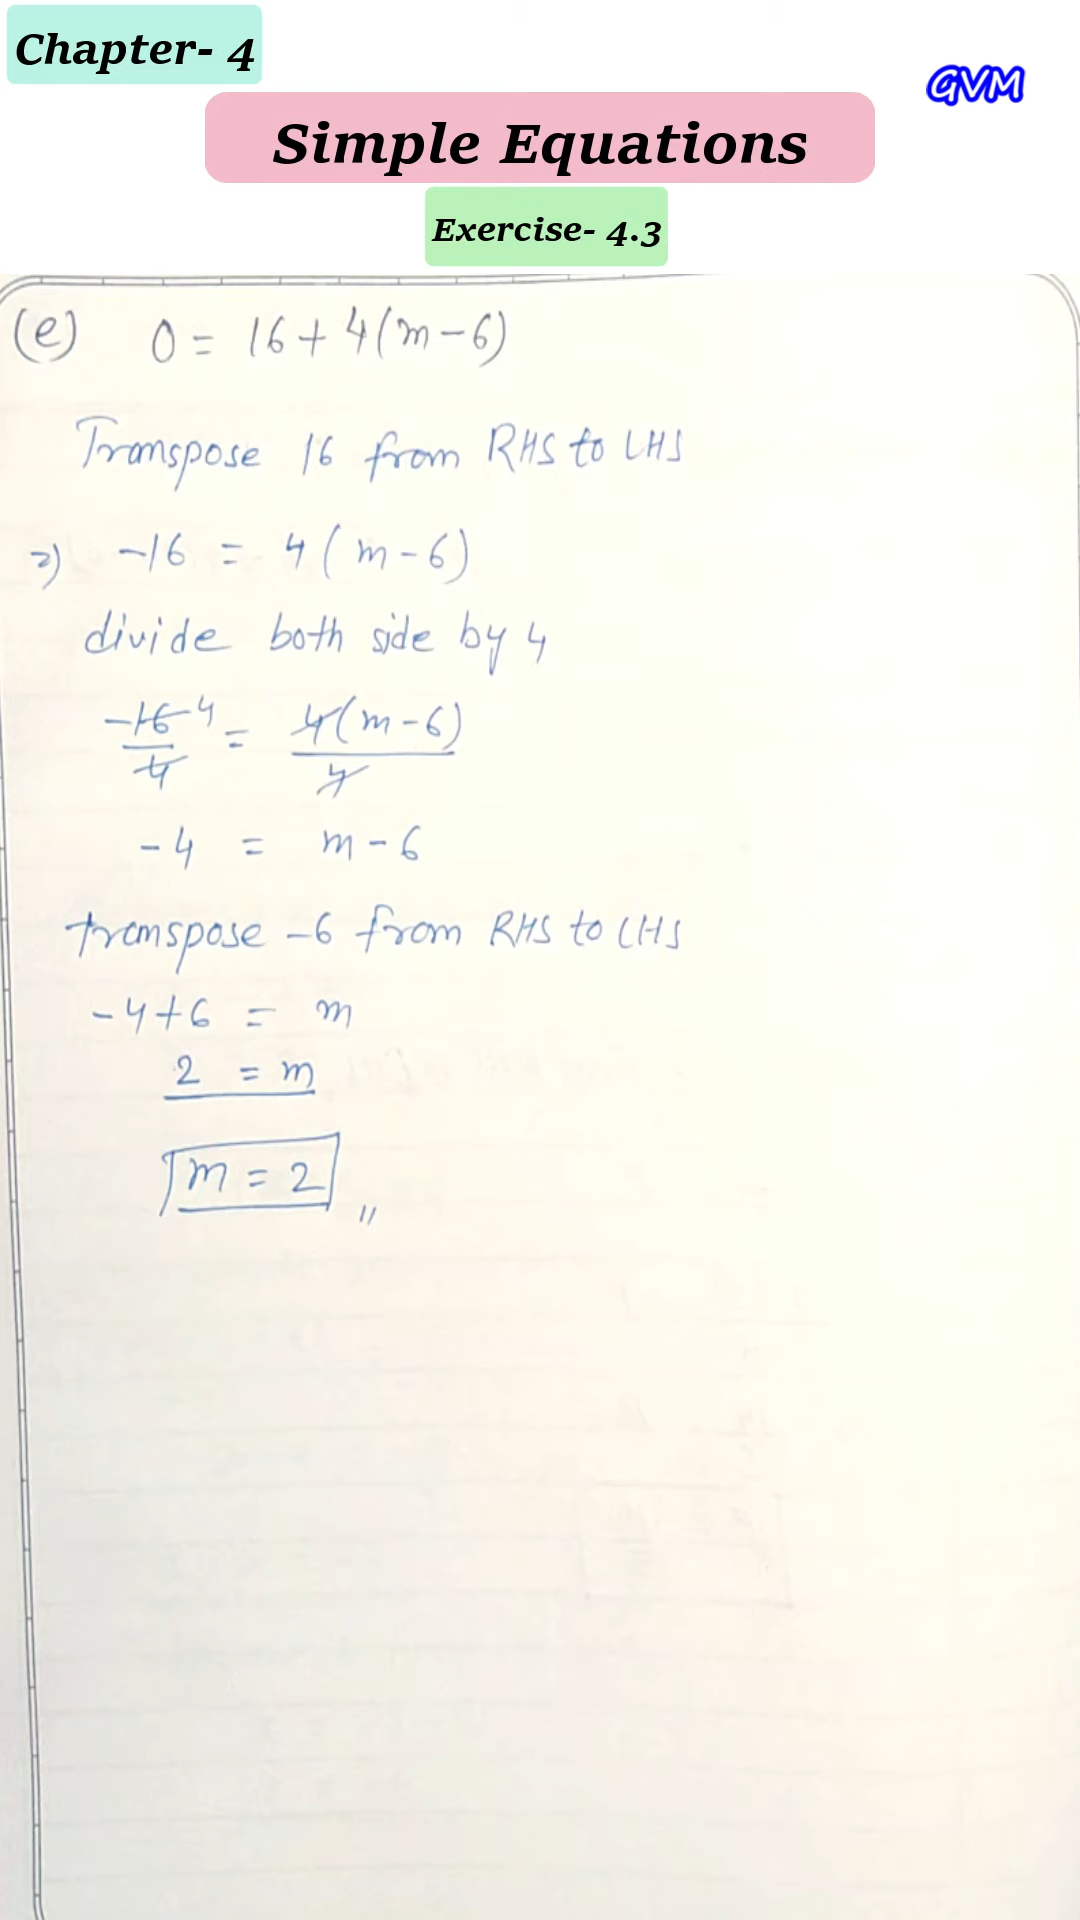 Chapter- 4
GVM
Simple Equations
Exercise- 4.3
(e) 0 = 16 + 4(m - 6)
Transpose 16 from RHS to LHS
⇒ -16 = 4(m - 6)
divide both side by 4
-16 -4 / 4 = 4(m - 6) / 4
-4 = m - 6
transpose -6 from RHS to LHS
-4 + 6 = m
2 = m
m = 2 ,,